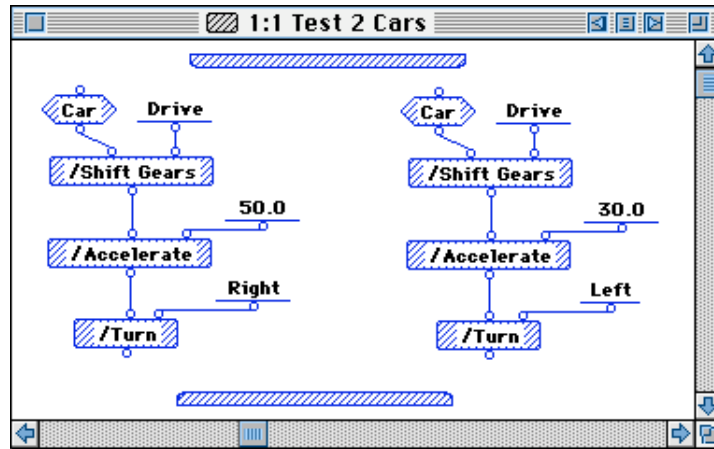 1:1 Test 2 Cars
Car
Drive
/Shift Gears
50.0
/Accelerate
Right
/Turn
Car
Drive
/Shift Gears
30.0
/Accelerate
Left
/Turn